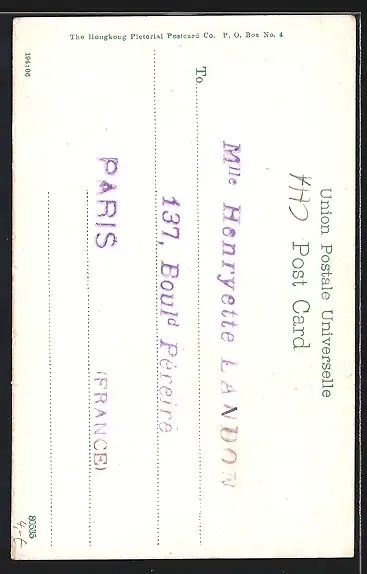 Union Postale Universelle
Post Card
To
Mlle Henryette LANDON
137, Bould Péreire
PARIS (FRANCE)
The Hongkong Pictorial Postcard Co. P. O. Box No. 4